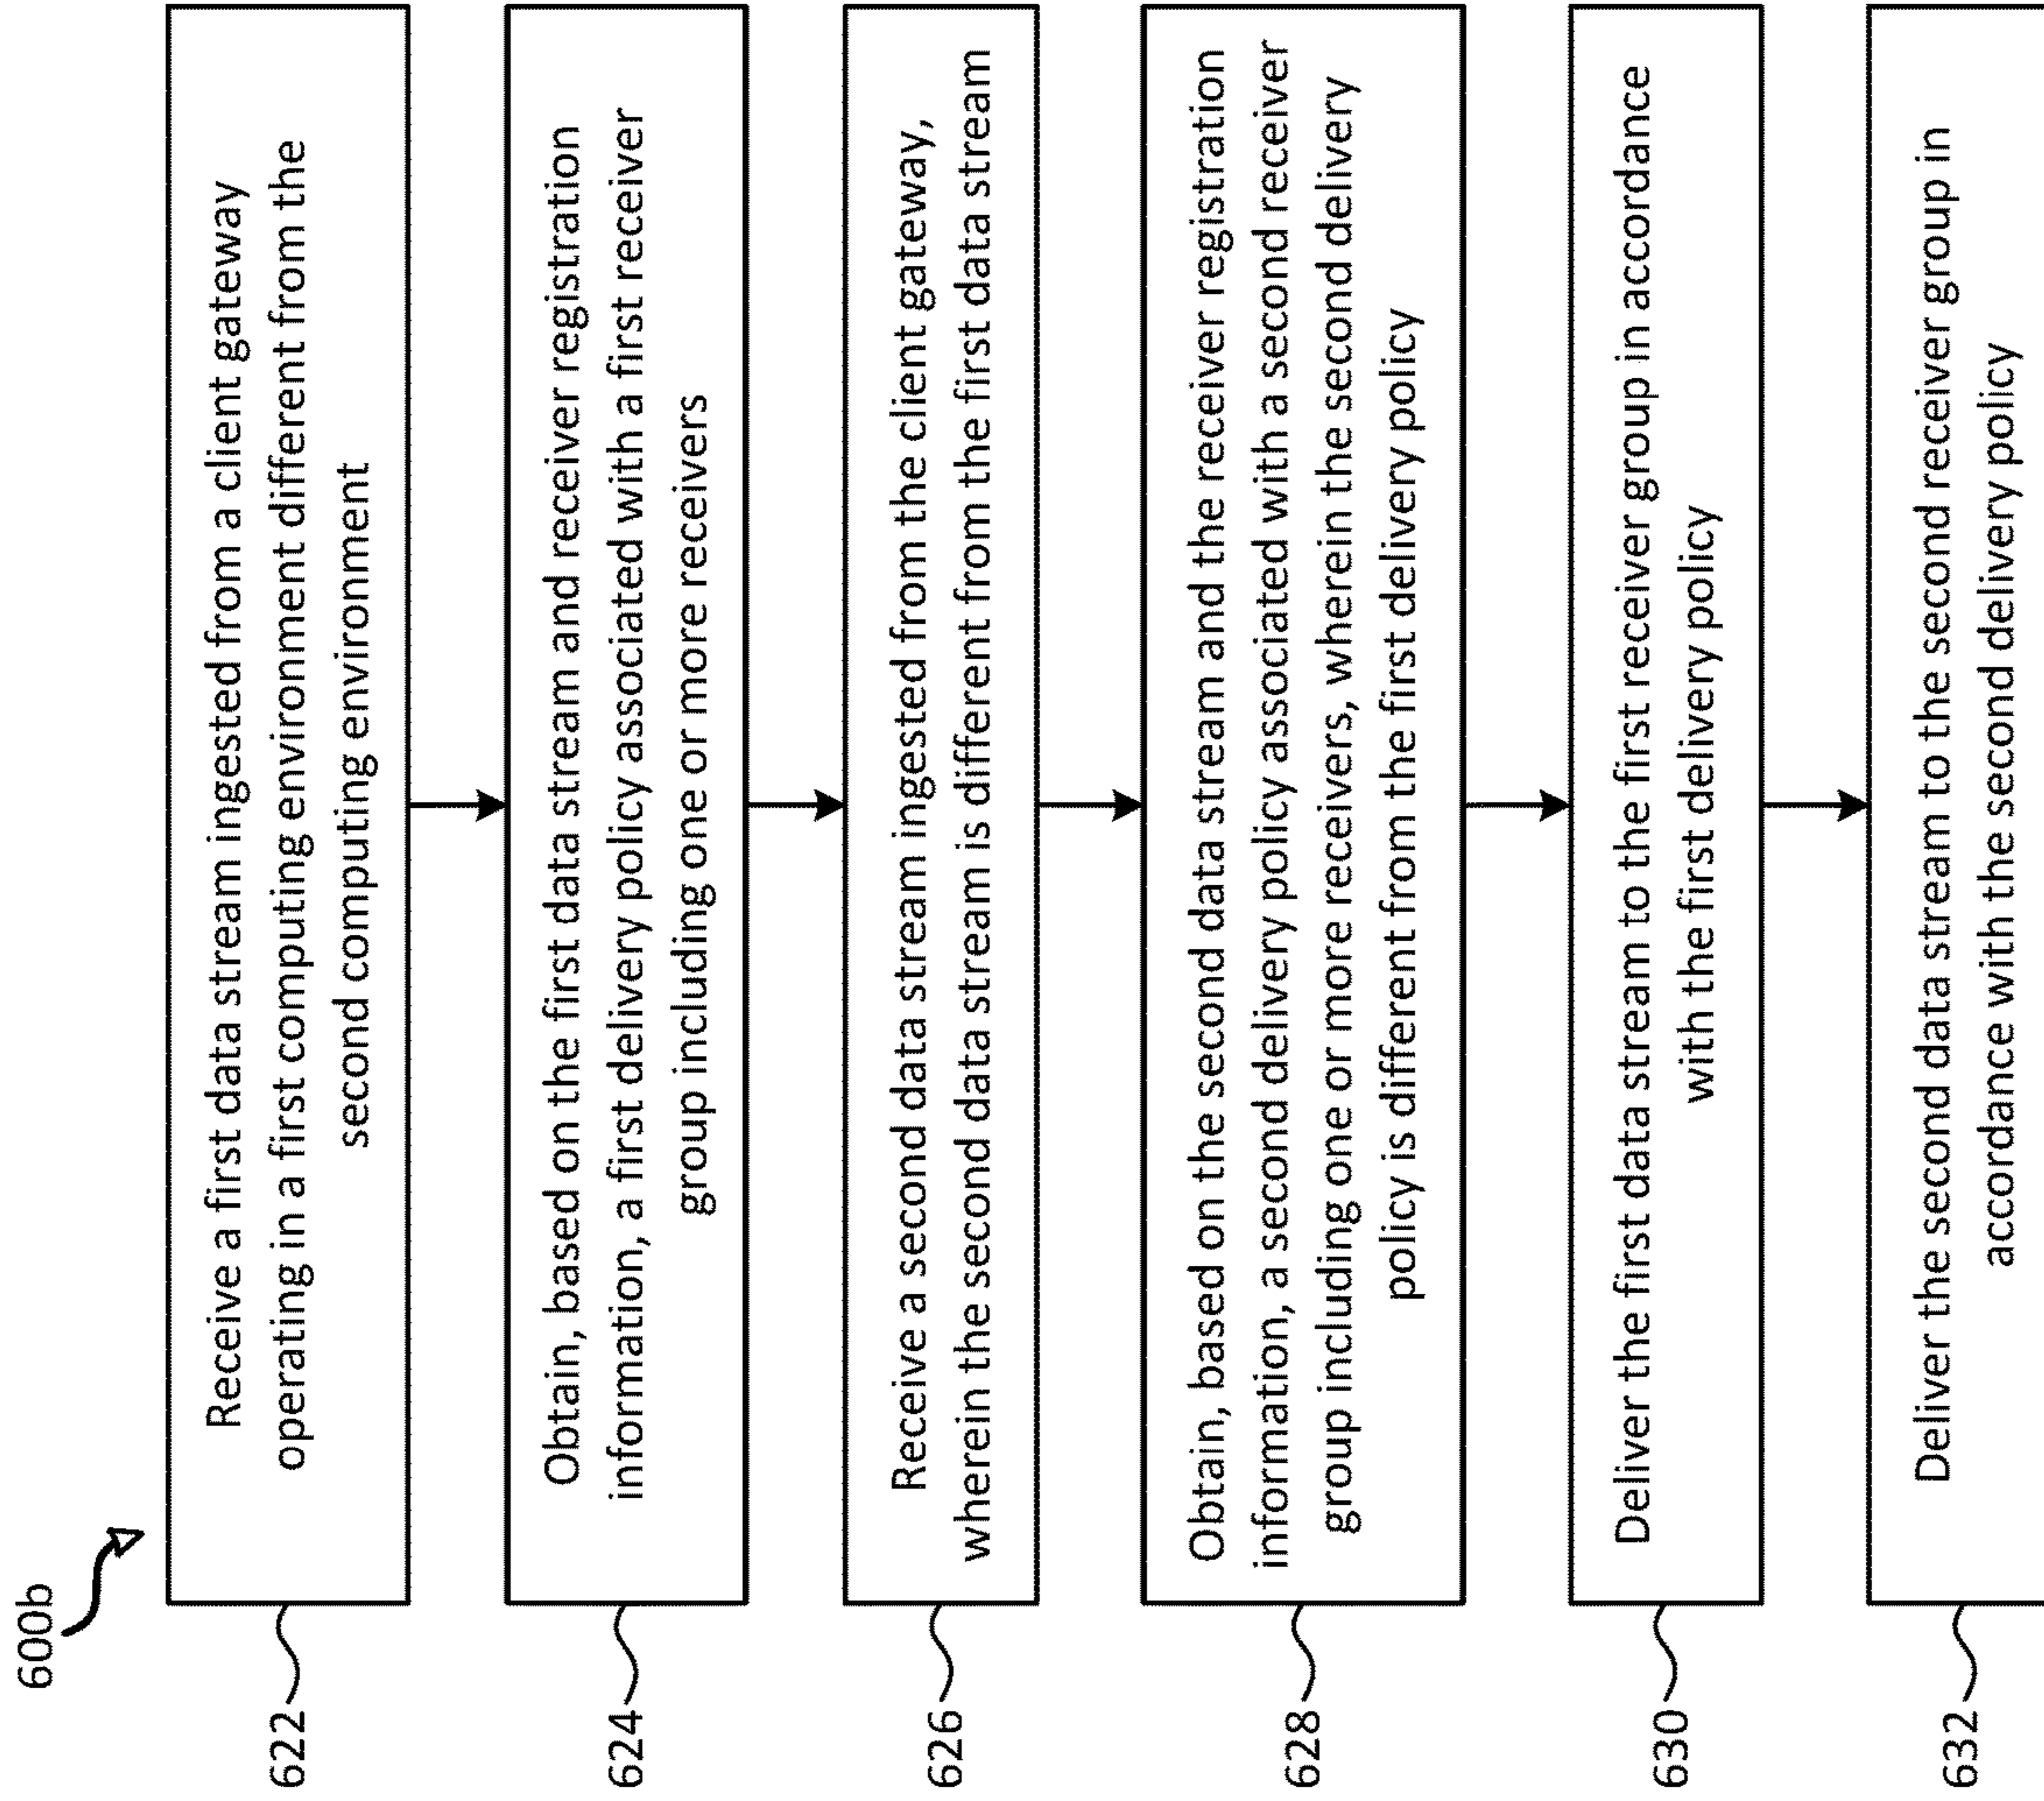 600b
622
Receive a first data stream ingested from a client gateway
operating in a first computing environment different from the
second computing environment
624
Obtain, based on the first data stream and receiver registration
information, a first delivery policy associated with a first receiver
group including one or more receivers
626
Receive a second data stream ingested from the client gateway,
wherein the second data stream is different from the first data stream
628
Obtain, based on the second data stream and the receiver registration
information, a second delivery policy associated with a second receiver
group including one or more receivers, wherein the second delivery
policy is different from the first delivery policy
630
Deliver the first data stream to the first receiver group in accordance
with the first delivery policy
632
Deliver the second data stream to the second receiver group in
accordance with the second delivery policy